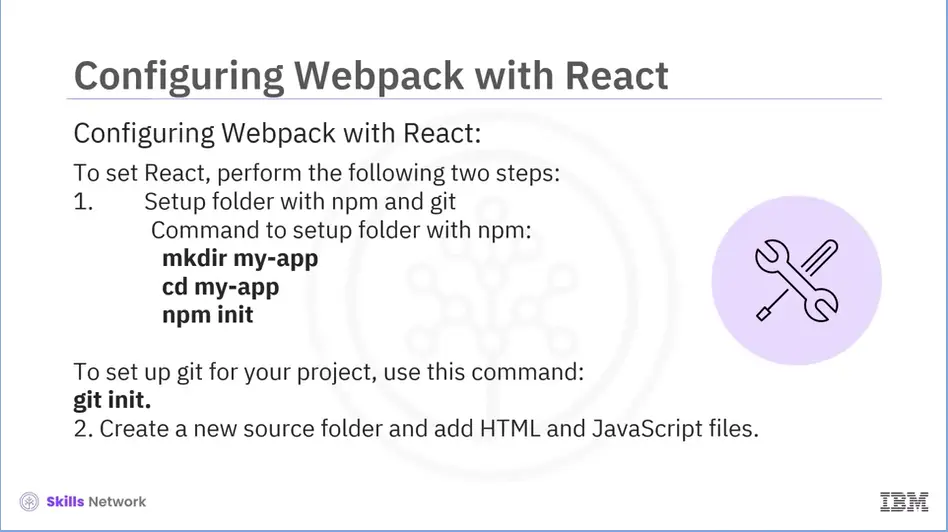 Configuring Webpack with React
Configuring Webpack with React:
To set React, perform the following two steps:
1. Setup folder with npm and git
Command to setup folder with npm:
mkdir my-app
cd my-app
npm init
To set up git for your project, use this command:
git init.
2. Create a new source folder and add HTML and JavaScript files.
Skills Network
IBM